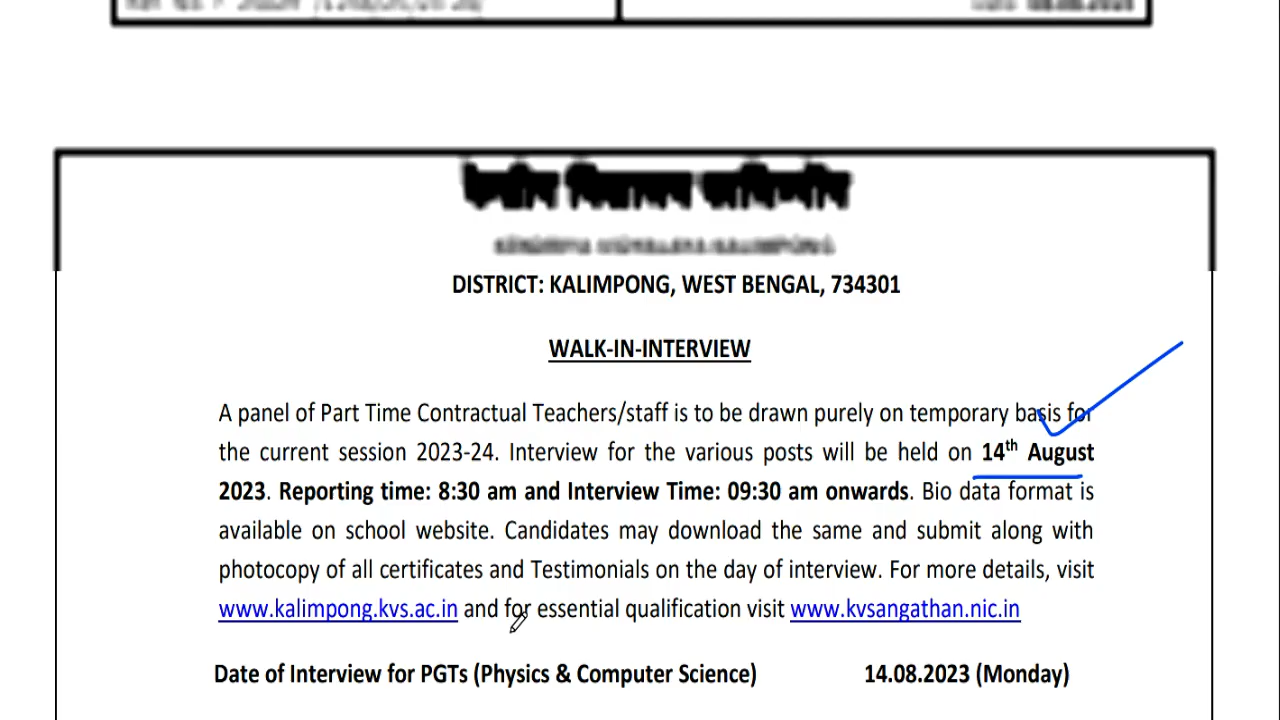 DISTRICT: KALIMPONG, WEST BENGAL, 734301
WALK-IN-INTERVIEW
A panel of Part Time Contractual Teachers/staff is to be drawn purely on temporary basis for
the current session 2023-24. Interview for the various posts will be held on 14th August
2023. Reporting time: 8:30 am and Interview Time: 09:30 am onwards. Bio data format is
available on school website. Candidates may download the same and submit along with
photocopy of all certificates and Testimonials on the day of interview. For more details, visit
www.kalimpong.kvs.ac.in and for essential qualification visit www.kvsangathan.nic.in
Date of Interview for PGTs (Physics & Computer Science) 14.08.2023 (Monday)